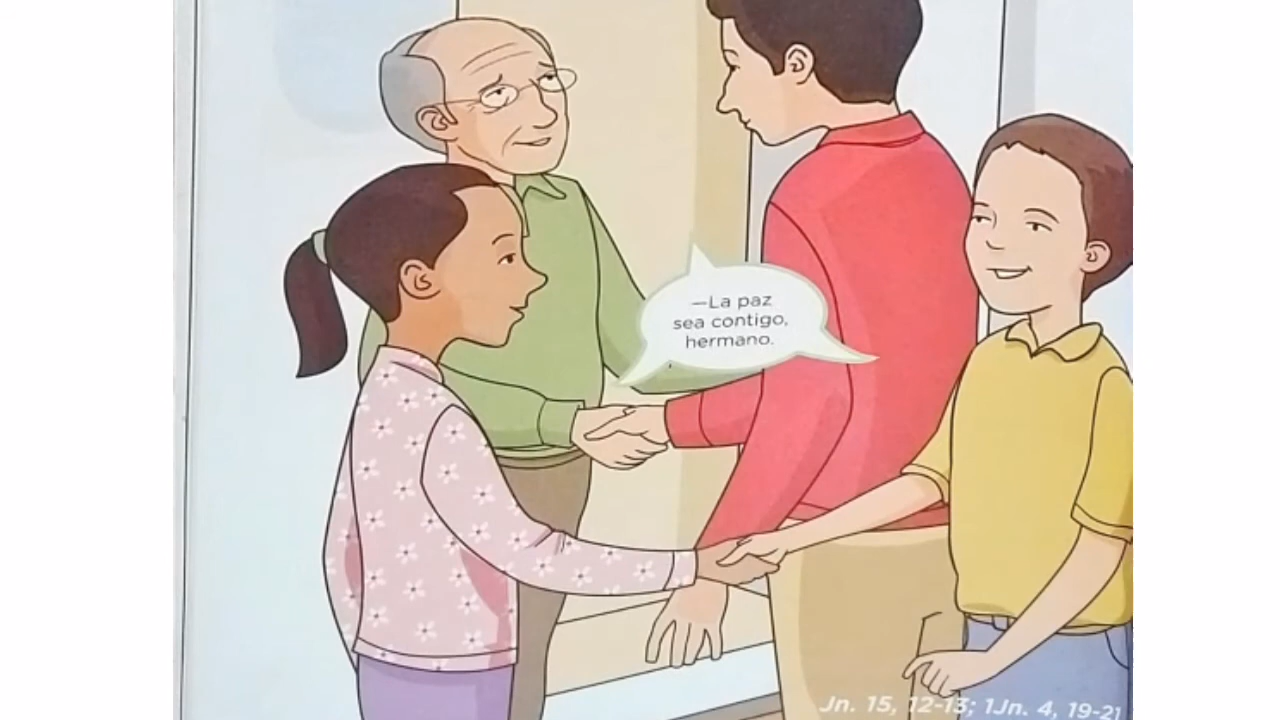 —La paz
sea contigo,
hermano.
Jn. 15, 12-13; 1Jn. 4, 19-21